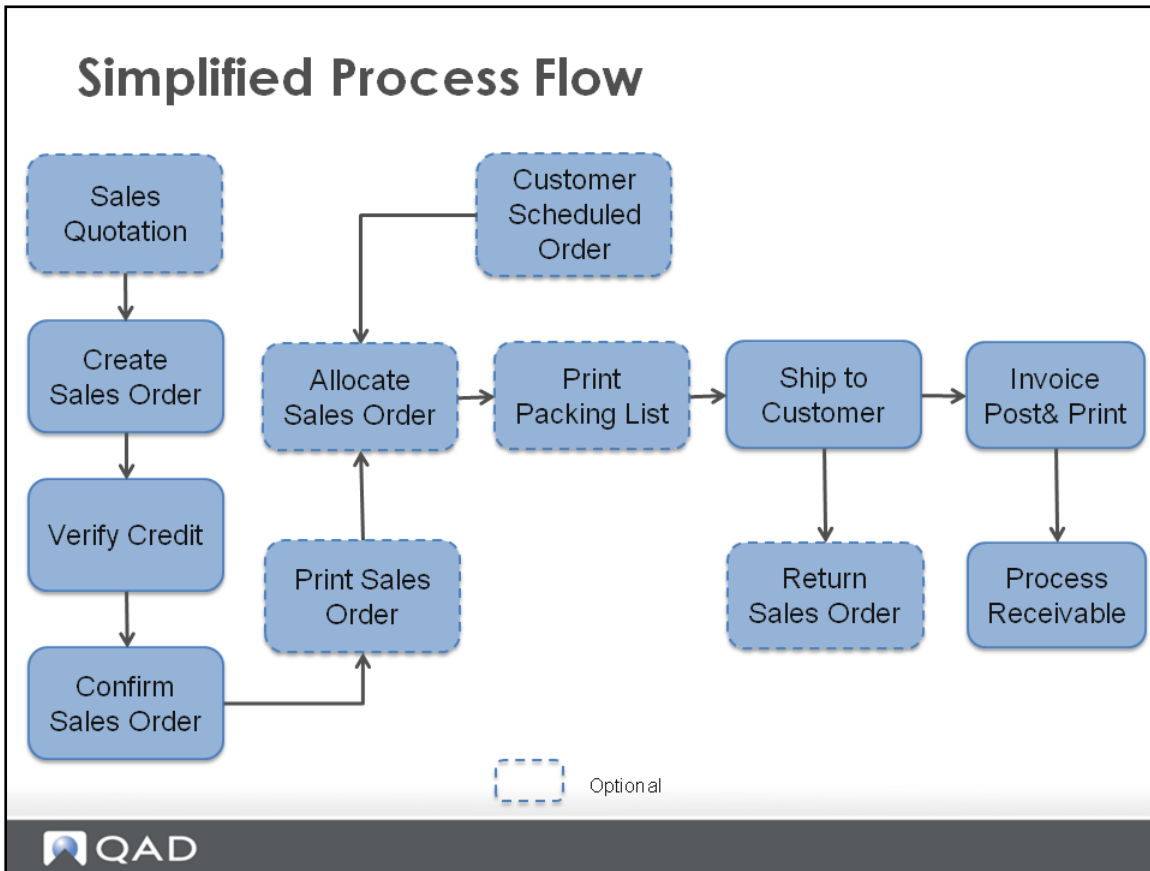 Simplified Process Flow
Sales
Quotation
Customer
Scheduled
Order
Create
Sales Order
Allocate
Sales Order
Print
Packing List
Ship to
Customer
Invoice
Post& Print
Verify Credit
Print Sales
Order
Return
Sales Order
Process
Receivable
Confirm
Sales Order
Optional
QAD